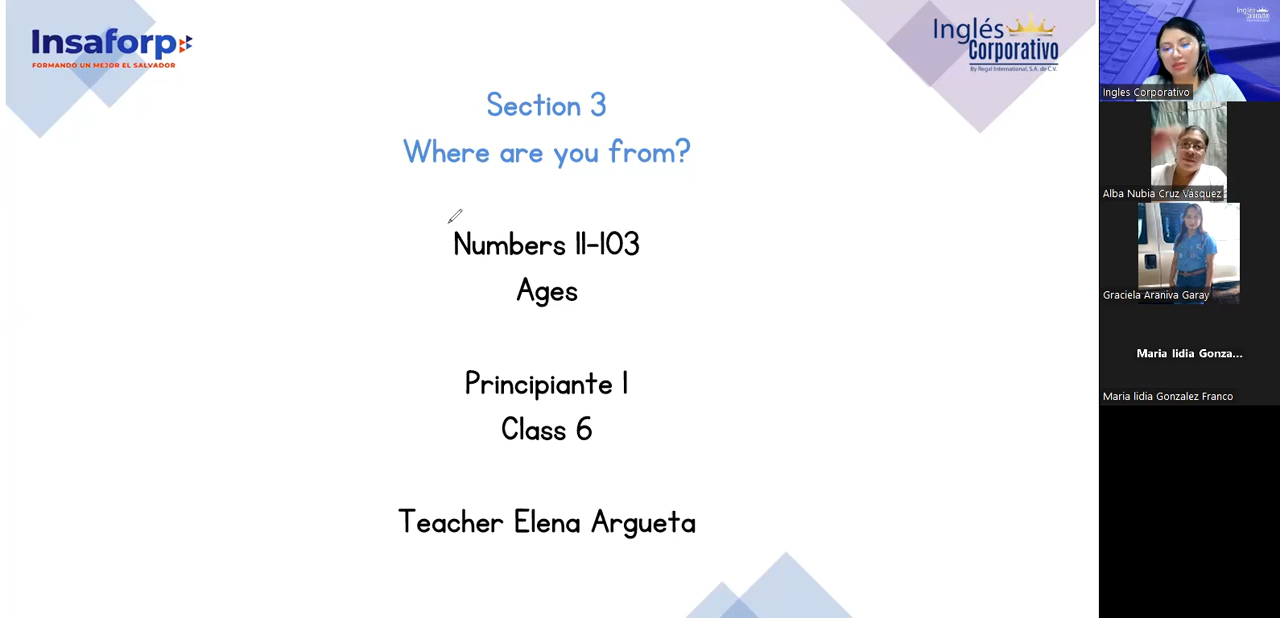 Insaforp
FORMANDO UN MEJOR EL SALVADOR
Inglés
Corporativo
By Regal International, S.A. de C.V.
Section 3
Where are you from?
Numbers 11-103
Ages
Principiante 1
Class 6
Teacher Elena Argueta
Ingles Corporativo
Alba Nubia Cruz Vásquez
Graciela Araniva Garay
Maria lidia Gonza...
Maria lidia Gonzalez Franco